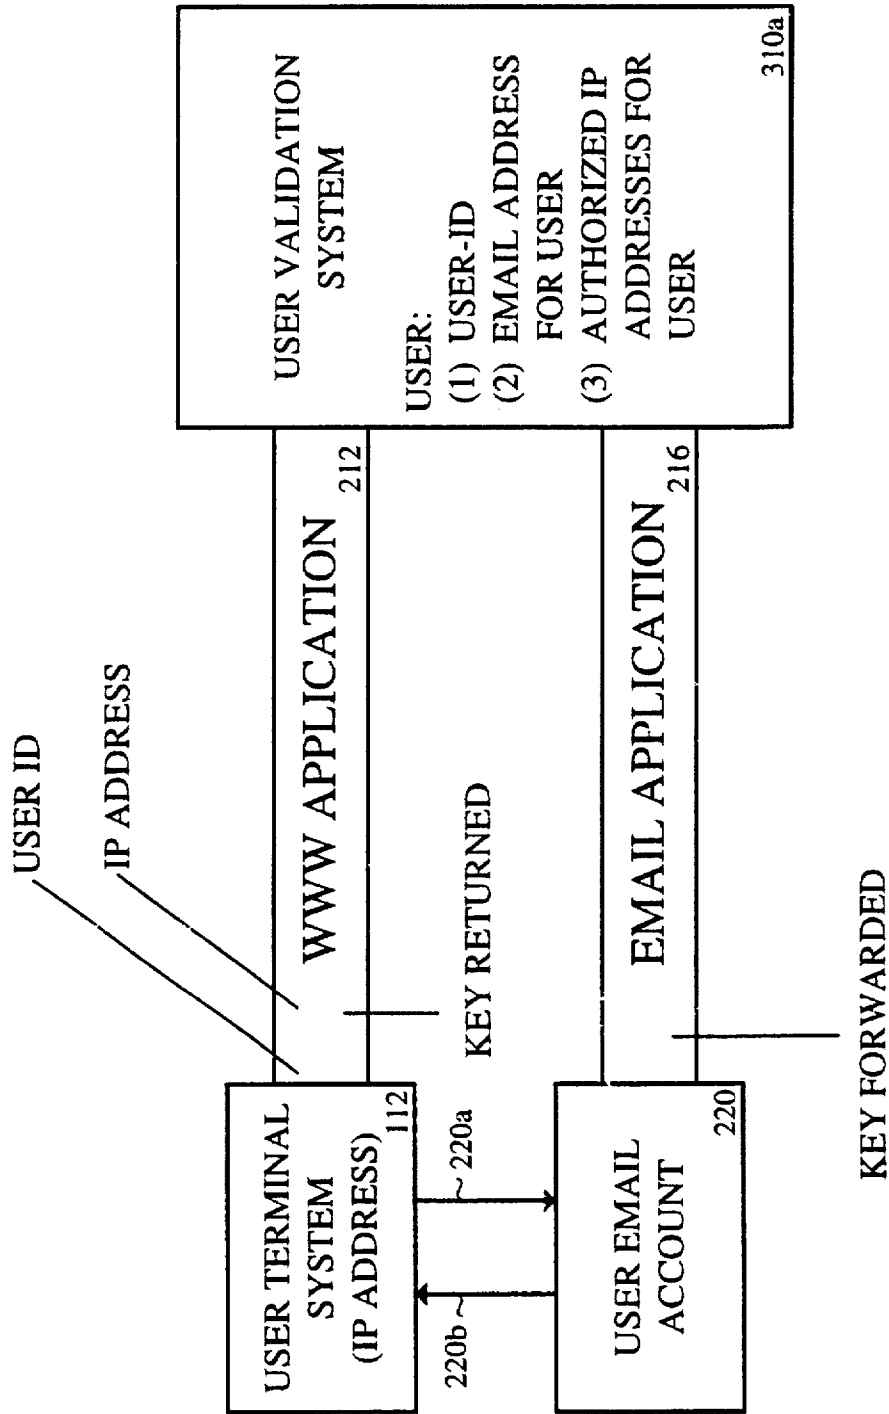 USER ID
IP ADDRESS
USER TERMINAL
SYSTEM
(IP ADDRESS)
112
WWW APPLICATION
212
KEY RETURNED
USER VALIDATION
SYSTEM
USER:
(1) USER-ID
(2) EMAIL ADDRESS
FOR USER
(3) AUTHORIZED IP
ADDRESSES FOR
USER
310a
220b
220a
USER EMAIL
ACCOUNT
220
EMAIL APPLICATION
216
KEY FORWARDED